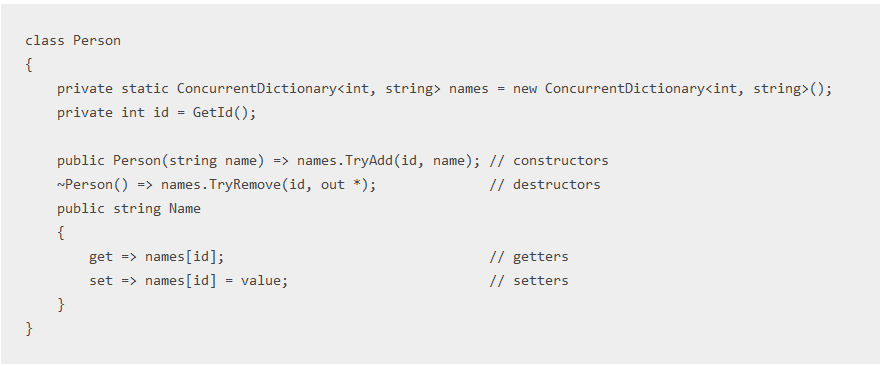 class Person
{
    private static ConcurrentDictionary<int, string> names = new ConcurrentDictionary<int, string>();
    private int id = GetId();

    public Person(string name) => names.TryAdd(id, name); // constructors
    ~Person() => names.TryRemove(id, out *);              // destructors
    public string Name
    {
        get => names[id];                                 // getters
        set => names[id] = value;                         // setters
    }
}